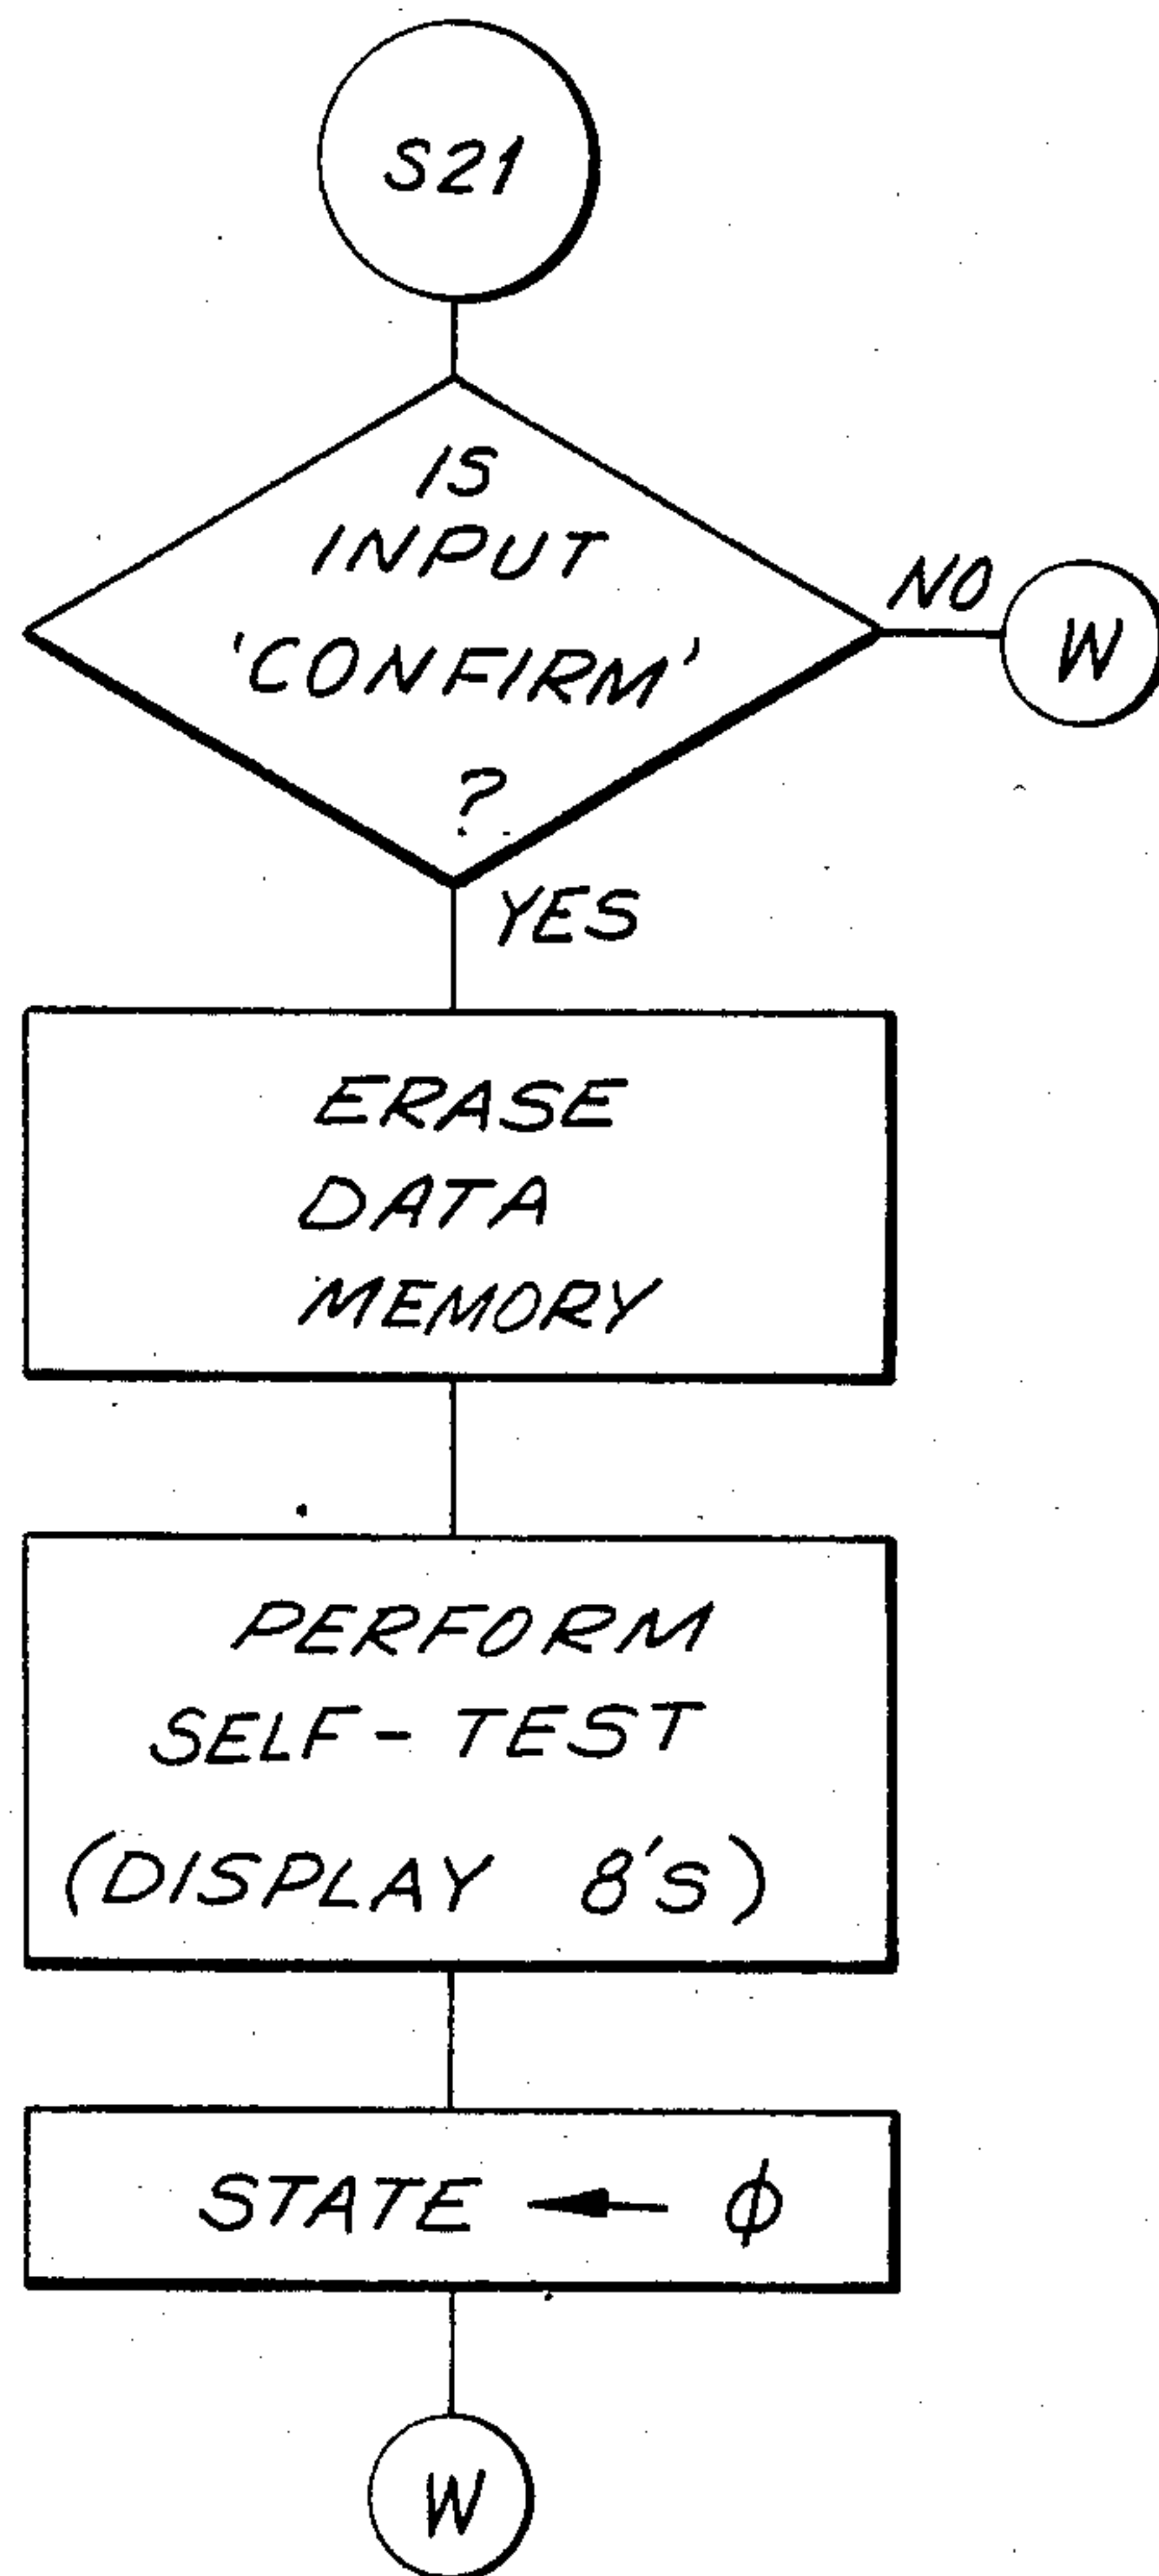 S21
IS
INPUT
'CONFIRM'
?
NO
W
YES
ERASE
DATA
MEMORY
PERFORM
SELF-TEST
(DISPLAY 8'S)
STATE ← ϕ
W